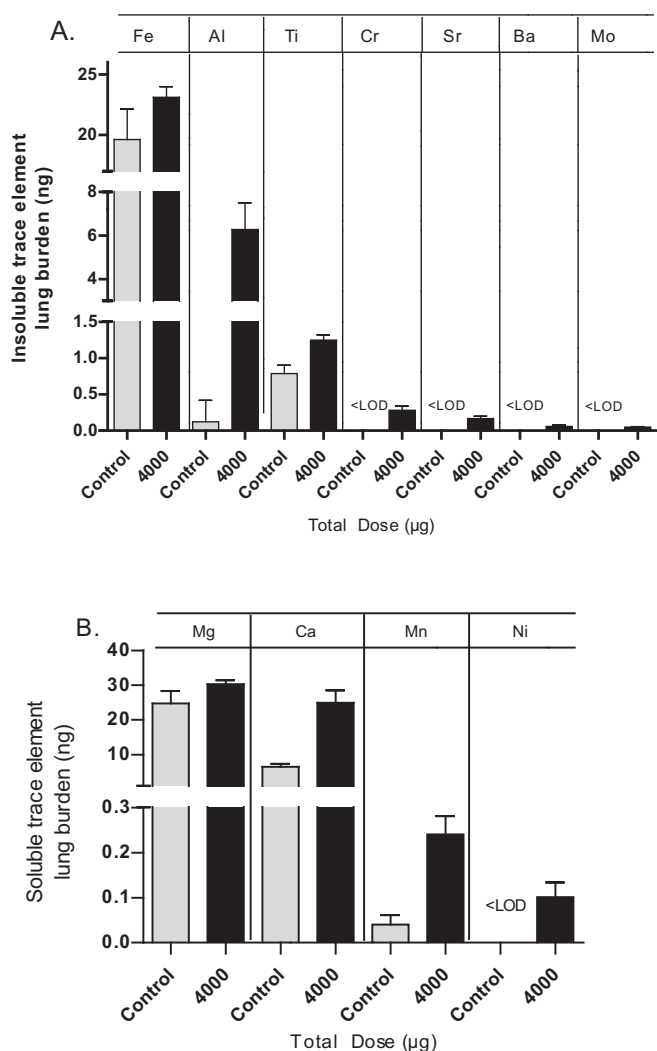 A.
Fe Al Ti Cr Sr Ba Mo
Insoluble trace element
lung burden (ng)
25
20
8
6
4
1.5
1.0
0.5
0.0
<LOD <LOD <LOD <LOD
Control 4000 Control 4000 Control 4000 Control 4000 Control 4000 Control 4000 Control 4000
Total Dose (µg)
B.
Mg Ca Mn Ni
Soluble trace element
lung burden (ng)
40
30
20
10
0.3
0.2
0.1
0.0
<LOD
Control 4000 Control 4000 Control 4000 Control 4000
Total Dose (µg)